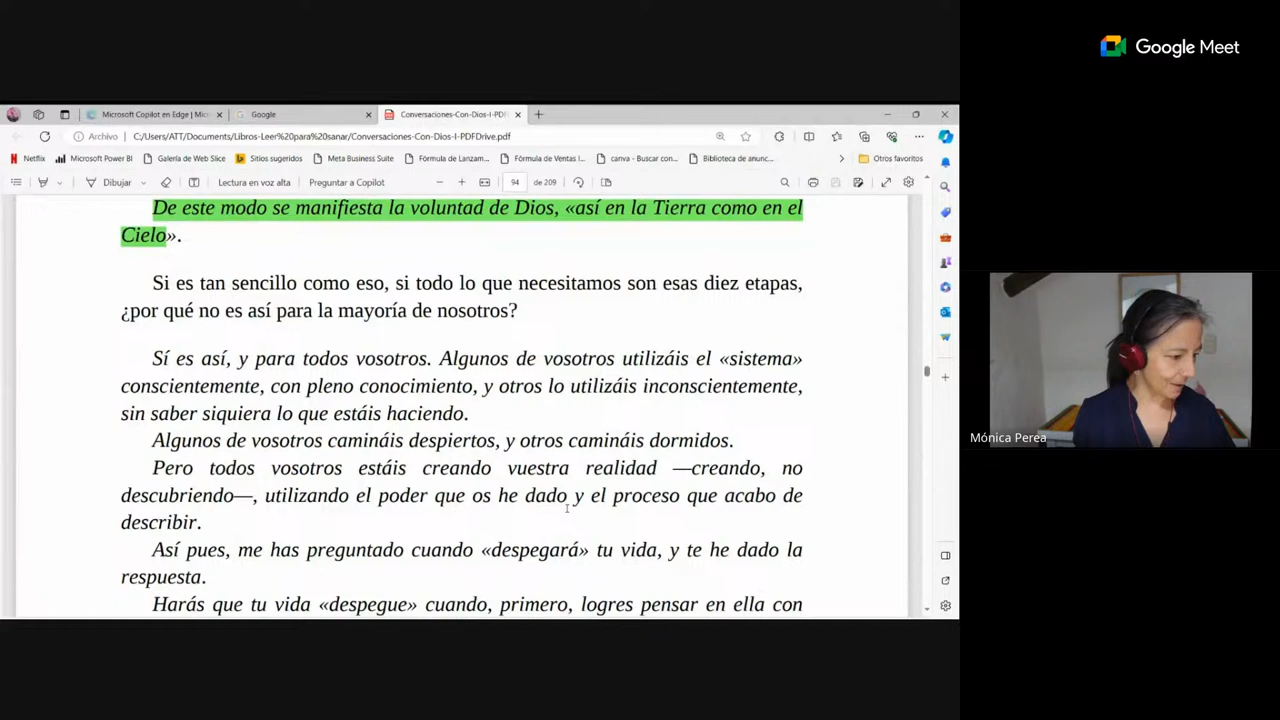 Google Meet
Microsoft Copilot en Edge | Mic
Google
Conversaciones-Con-Dios-I-PDF
Archivo
C:/Users/ATT/Documents/Libros-Leer%20para%20sanar/Conversaciones-Con-Dios-I-PDFDrive.pdf
Netflix
Microsoft Power BI
Galería de Web Slice
Sitios sugeridos
Meta Business Suite
Fórmula de Lanzam...
Fórmula de Ventas I...
canva - Buscar con...
Biblioteca de anunc...
Otros favoritos
Dibujar
Lectura en voz alta
Preguntar a Copilot
94
de 209
De este modo se manifiesta la voluntad de Dios, «así en la Tierra como en el
Cielo».
Si es tan sencillo como eso, si todo lo que necesitamos son esas diez etapas,
¿por qué no es así para la mayoría de nosotros?
Sí es así, y para todos vosotros. Algunos de vosotros utilizáis el «sistema»
conscientemente, con pleno conocimiento, y otros lo utilizáis inconscientemente,
sin saber siquiera lo que estáis haciendo.
Algunos de vosotros camináis despiertos, y otros camináis dormidos.
Pero todos vosotros estáis creando vuestra realidad —creando, no
descubriendo—, utilizando el poder que os he dado y el proceso que acabo de
describir.
Así pues, me has preguntado cuando «despegará» tu vida, y te he dado la
respuesta.
Harás que tu vida «despegue» cuando, primero, logres pensar en ella con
Mónica Perea